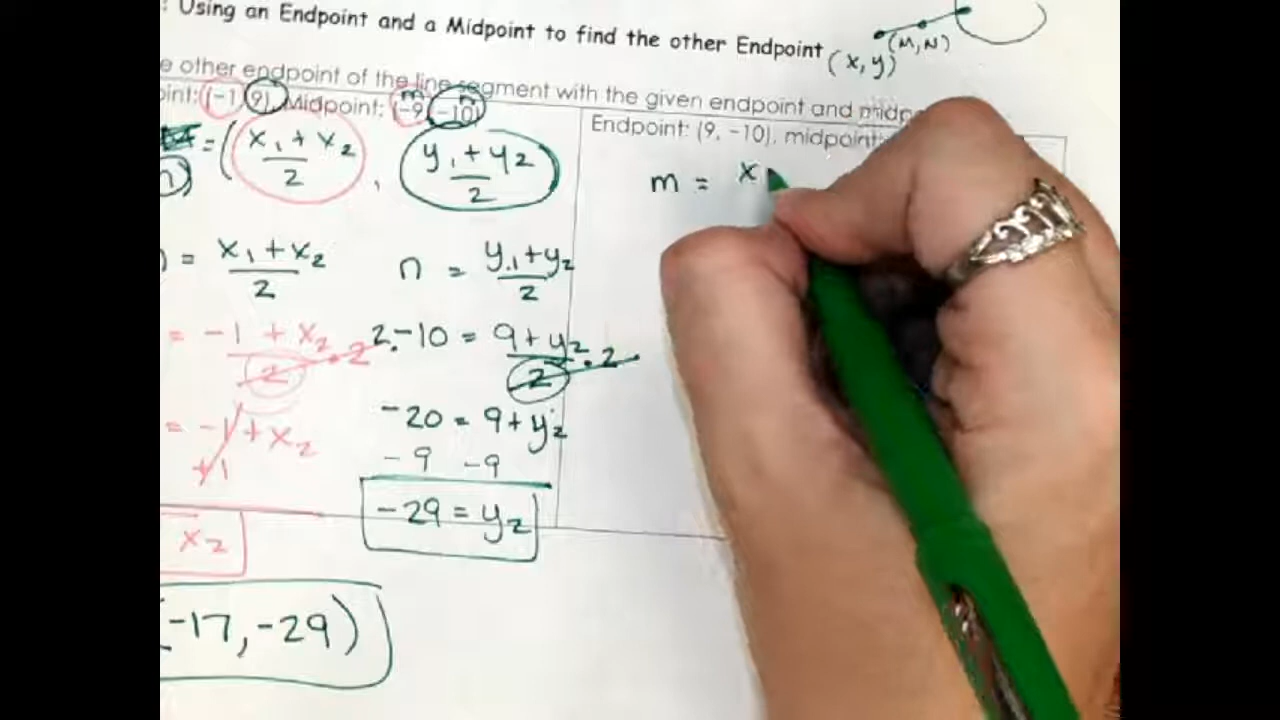 : Using an Endpoint and a Midpoint to find the other Endpoint
(M, N)
(x, y)
e other endpoint of the line segment with the given endpoint and midp
oint: (-1, 9), Midpoint: (-9, -10)
m n
= ( x₁ + x₂ / 2 , y₁ + y₂ / 2
n)
= x₁ + x₂ / 2
n = y₁ + y₂ / 2
= -1 + x₂ / 2 · 2
2 · -10 = 9 + y₂ / 2 · 2
= -1 + x₂
+1
-20 = 9 + y₂
-9 -9
-29 = y₂
x₂
(-17, -29)
Endpoint: (9, -10), midpoint:
m = x